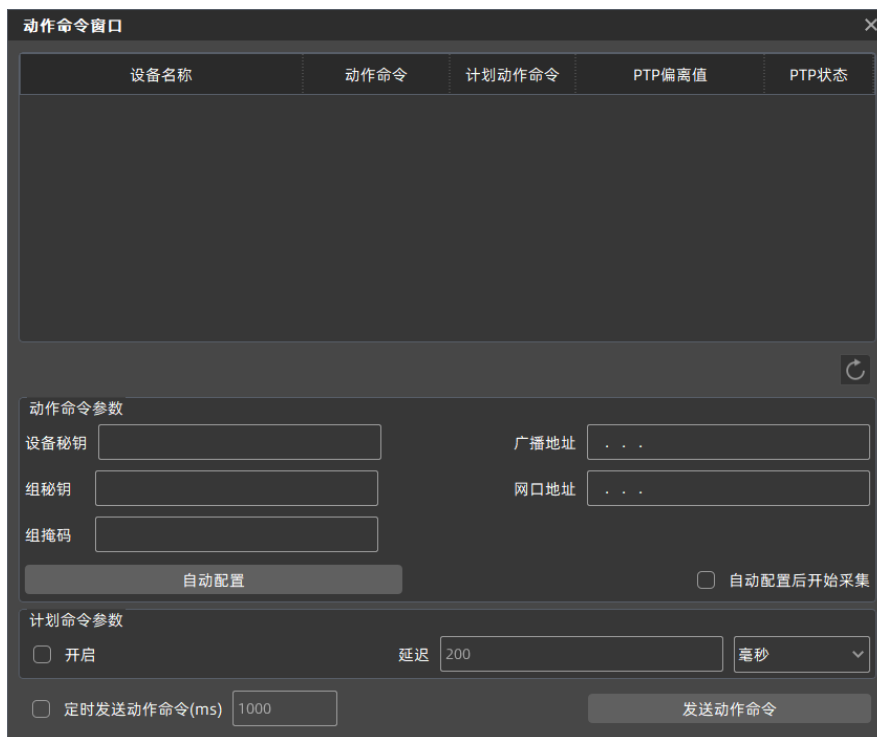 动作命令窗口
设备名称 动作命令 计划动作命令 PTP偏离值 PTP状态
动作命令参数
设备秘钥 广播地址 . . .
组秘钥 网口地址 . . .
组掩码
自动配置 自动配置后开始采集
计划命令参数
开启 延迟 200 毫秒
定时发送动作命令(ms) 1000 发送动作命令